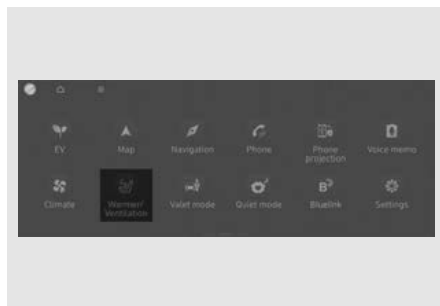 EV
Map
Navigation
Phone
Phone
projection
Voice memo
Climate
Warmer/
Ventilation
Valet mode
Quiet mode
Bluelink
Settings